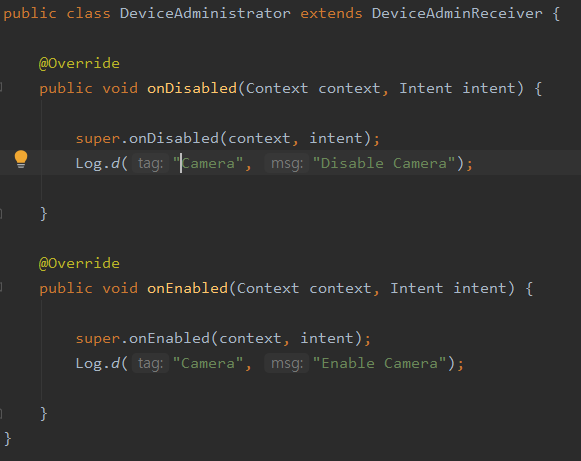 public class DeviceAdministrator extends DeviceAdminReceiver {
@Override
public void onDisabled(Context context, Intent intent) {
super.onDisabled(context, intent);
Log.d( tag: "Camera", msg: "Disable Camera");
}
@Override
public void onEnabled(Context context, Intent intent) {
super.onEnabled(context, intent);
Log.d( tag: "Camera", msg: "Enable Camera");
}
}